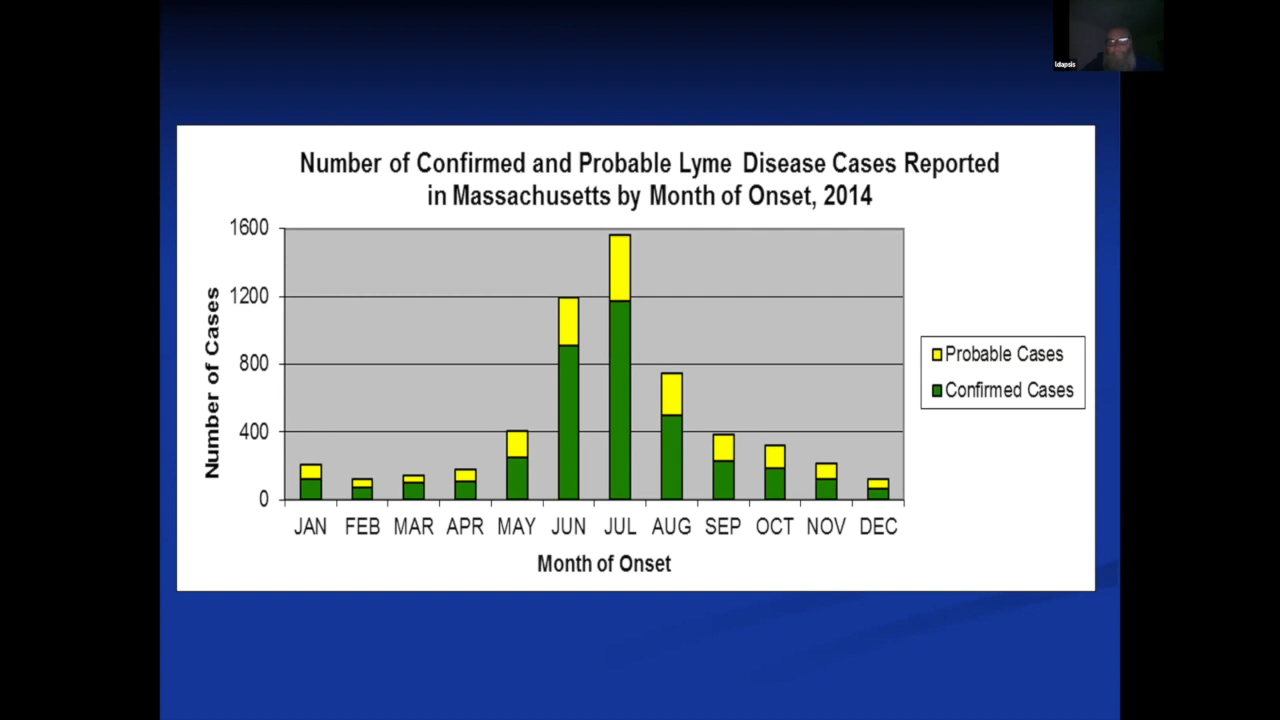 ldapsis
Number of Confirmed and Probable Lyme Disease Cases Reported
in Massachusetts by Month of Onset, 2014
1600
1200
800
400
0
Number of Cases
JAN FEB MAR APR MAY JUN JUL AUG SEP OCT NOV DEC
Month of Onset
Probable Cases
Confirmed Cases